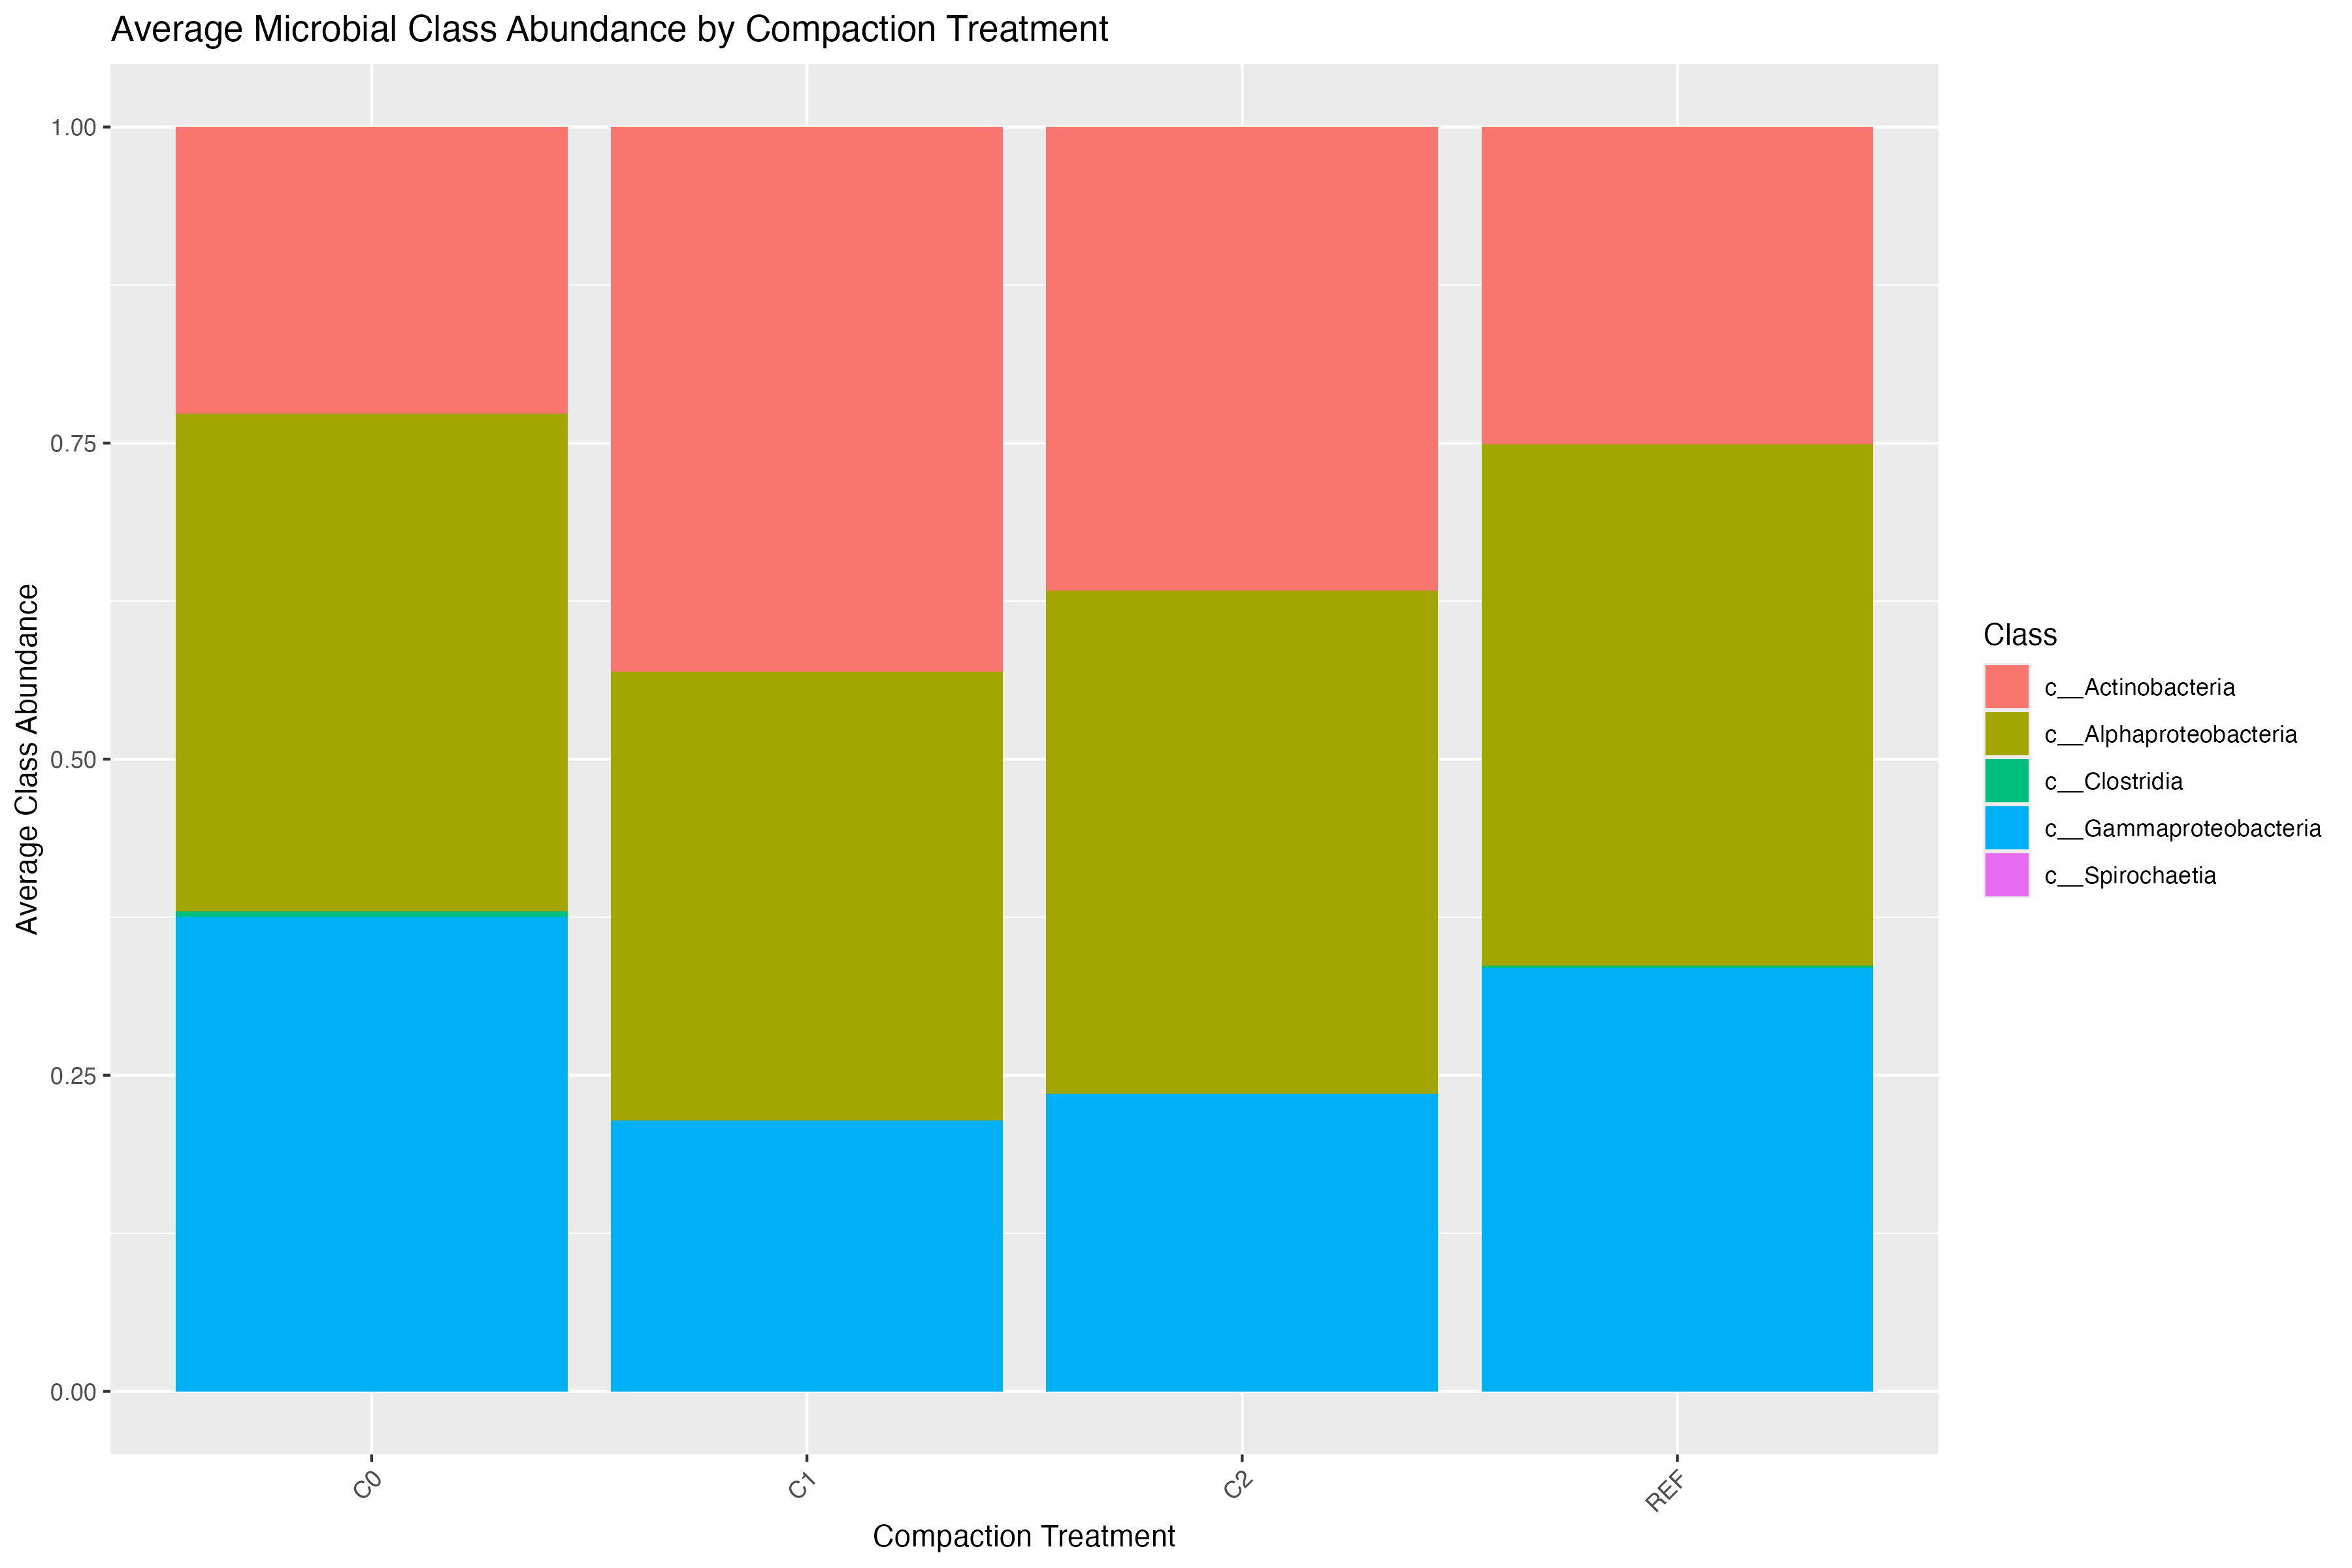 Average Microbial Class Abundance by Compaction Treatment
1.00
0.75
0.50
0.25
0.00
Average Class Abundance
C0
C1
C2
REF
Compaction Treatment
Class
c__Actinobacteria
c__Alphaproteobacteria
c__Clostridia
c__Gammaproteobacteria
c__Spirochaetia